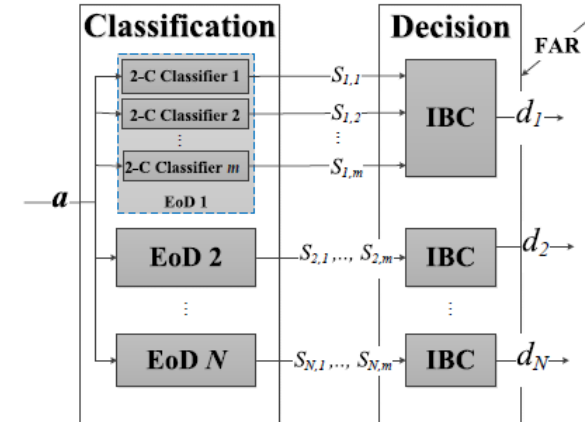 Classification
Decision
FAR
2-C Classifier 1
S1,1
2-C Classifier 2
S1,2
IBC
d1
⋮
⋮
2-C Classifier m
S1,m
EoD 1
a
EoD 2
S2,1 ,.., S2,m
IBC
d2
⋮
⋮
EoD N
SN,1 ,.., SN,m
IBC
dN